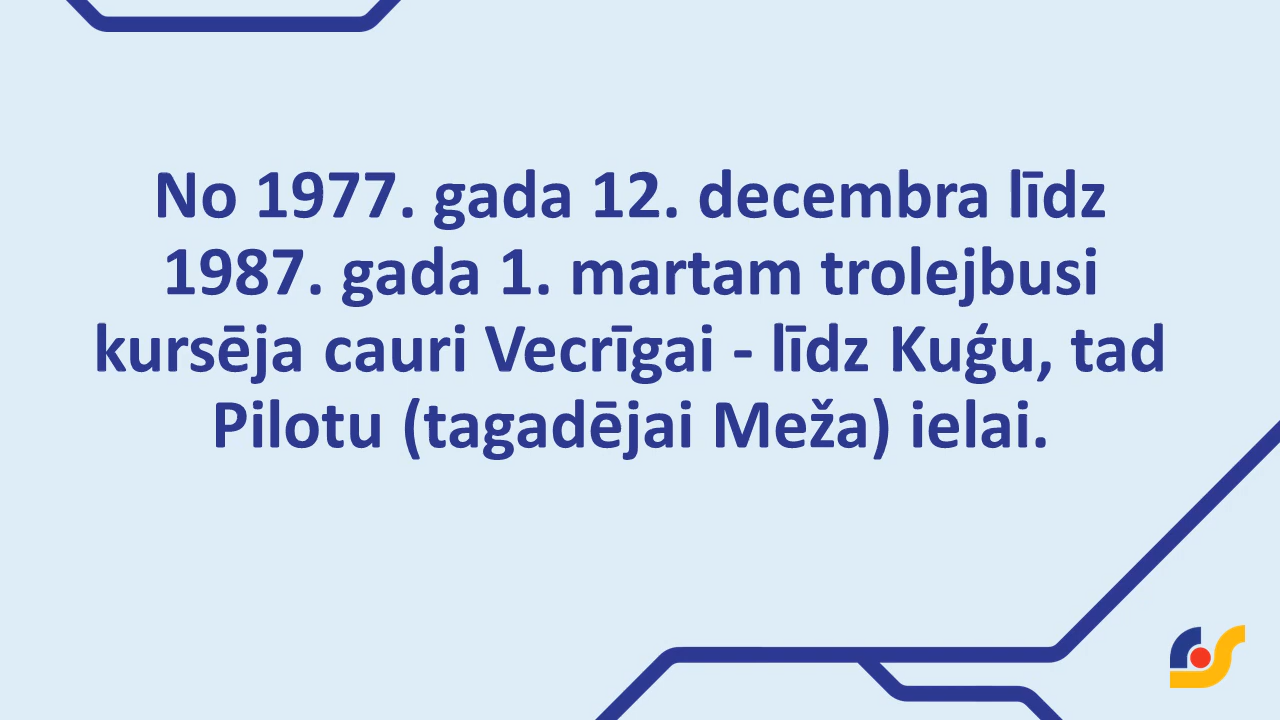 No 1977. gada 12. decembra līdz
1987. gada 1. martam trolejbusi
kursēja cauri Vecrīgai - līdz Kuģu, tad
Pilotu (tagadējai Meža) ielai.